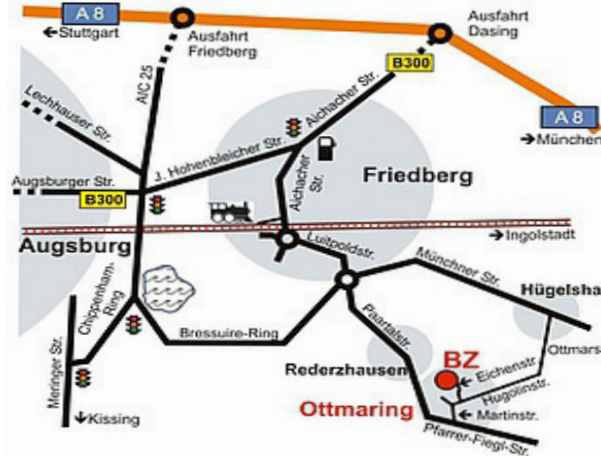 A 8
←Stuttgart
Ausfahrt
Friedberg
Ausfahrt
Dasing
B300
A 8
→München
AIC 25
Lechhauser Str.
Aichacher Str.
J. Hohenbleicher Str.
Aichacher
Str.
Friedberg
Augsburger Str.
B300
Augsburg
Luitpoldstr.
→Ingolstadt
Münchner Str.
Chippenham-
Ring
Hügelsha
Bressuire-Ring
Paartalstr.
Ottmars
Meringer Str.
Rederzhausen
BZ
←Eichenstr
Hugolinstr.
Ottmaring
←Martinstr.
↓Kissing
Pfarrer-Fiegl-Str.